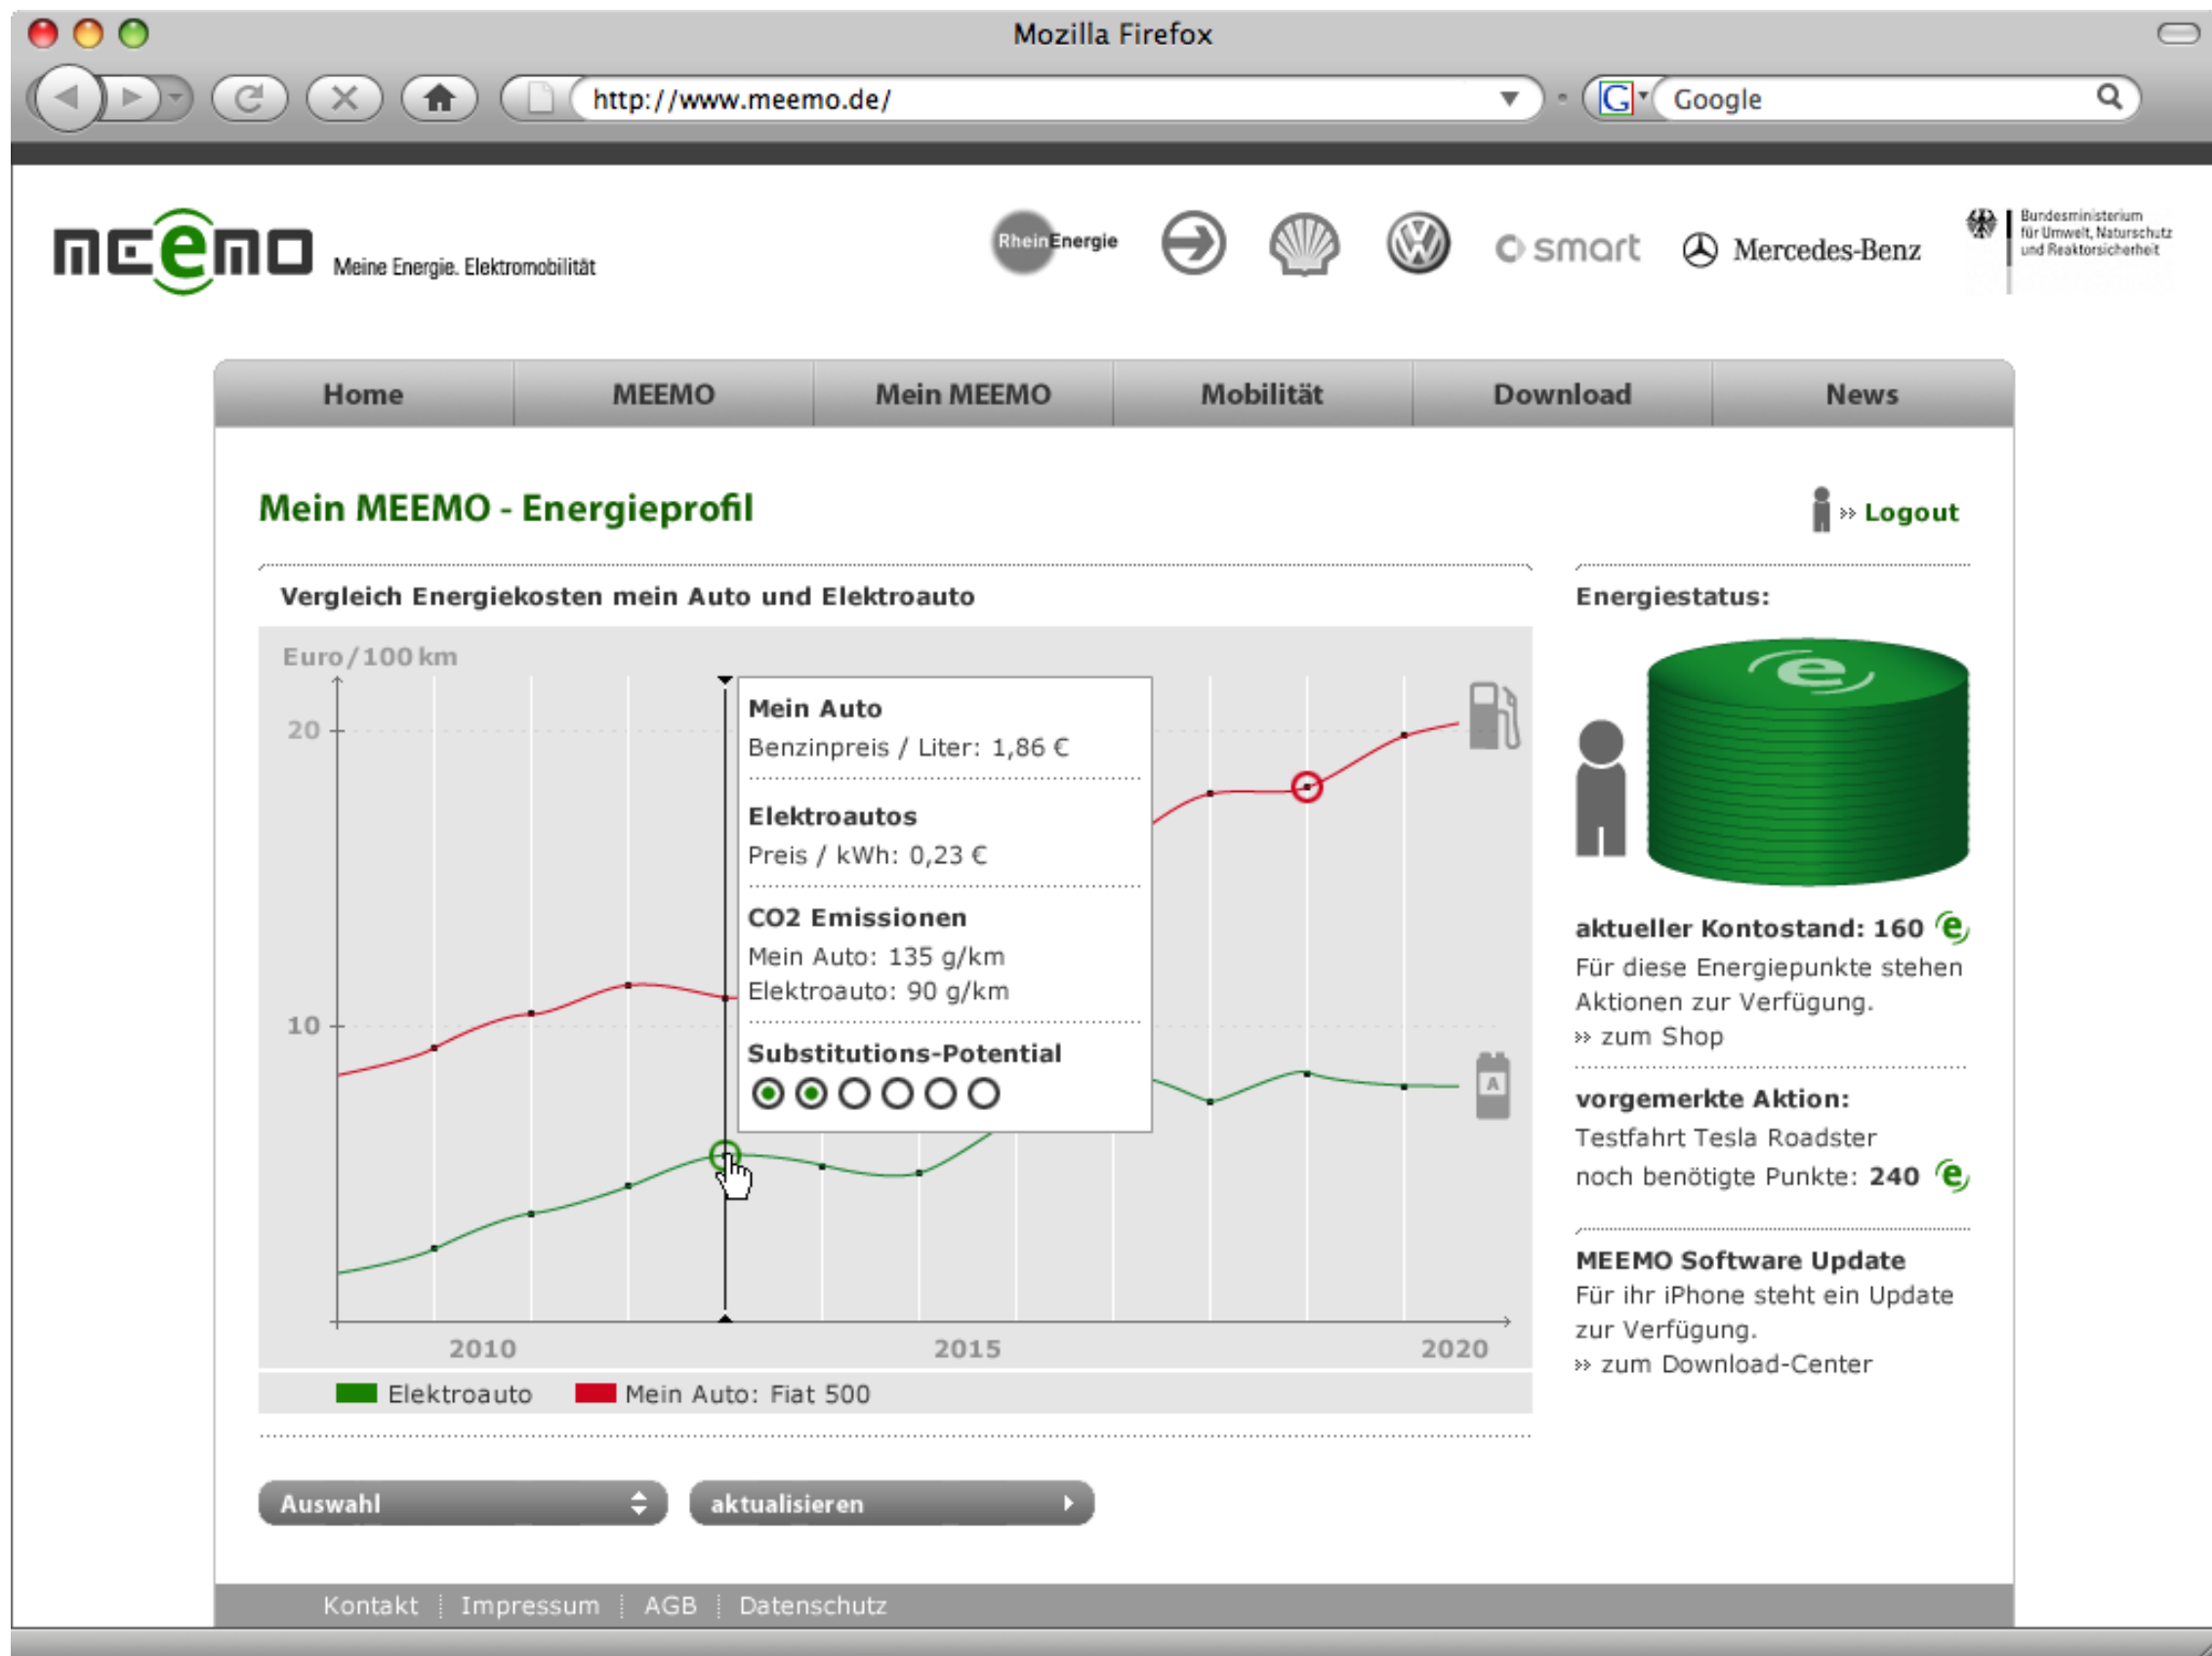 Mozilla Firefox
http://www.meemo.de/
Google
meemo Meine Energie. Elektromobilität
RheinEnergie
smart
Mercedes-Benz
Bundesministerium
für Umwelt, Naturschutz
und Reaktorsicherheit
Home MEEMO Mein MEEMO Mobilität Download News
Mein MEEMO - Energieprofil
» Logout
Vergleich Energiekosten mein Auto und Elektroauto
Euro/100 km
20
10
Mein Auto
Benzinpreis / Liter: 1,86 €
Elektroautos
Preis / kWh: 0,23 €
CO2 Emissionen
Mein Auto: 135 g/km
Elektroauto: 90 g/km
Substitutions-Potential
A
2010 2015 2020
Elektroauto Mein Auto: Fiat 500
Energiestatus:
e
aktueller Kontostand: 160 e
Für diese Energiepunkte stehen
Aktionen zur Verfügung.
» zum Shop
vorgemerkte Aktion:
Testfahrt Tesla Roadster
noch benötigte Punkte: 240 e
MEEMO Software Update
Für ihr iPhone steht ein Update
zur Verfügung.
» zum Download-Center
Auswahl
aktualisieren
Kontakt Impressum AGB Datenschutz